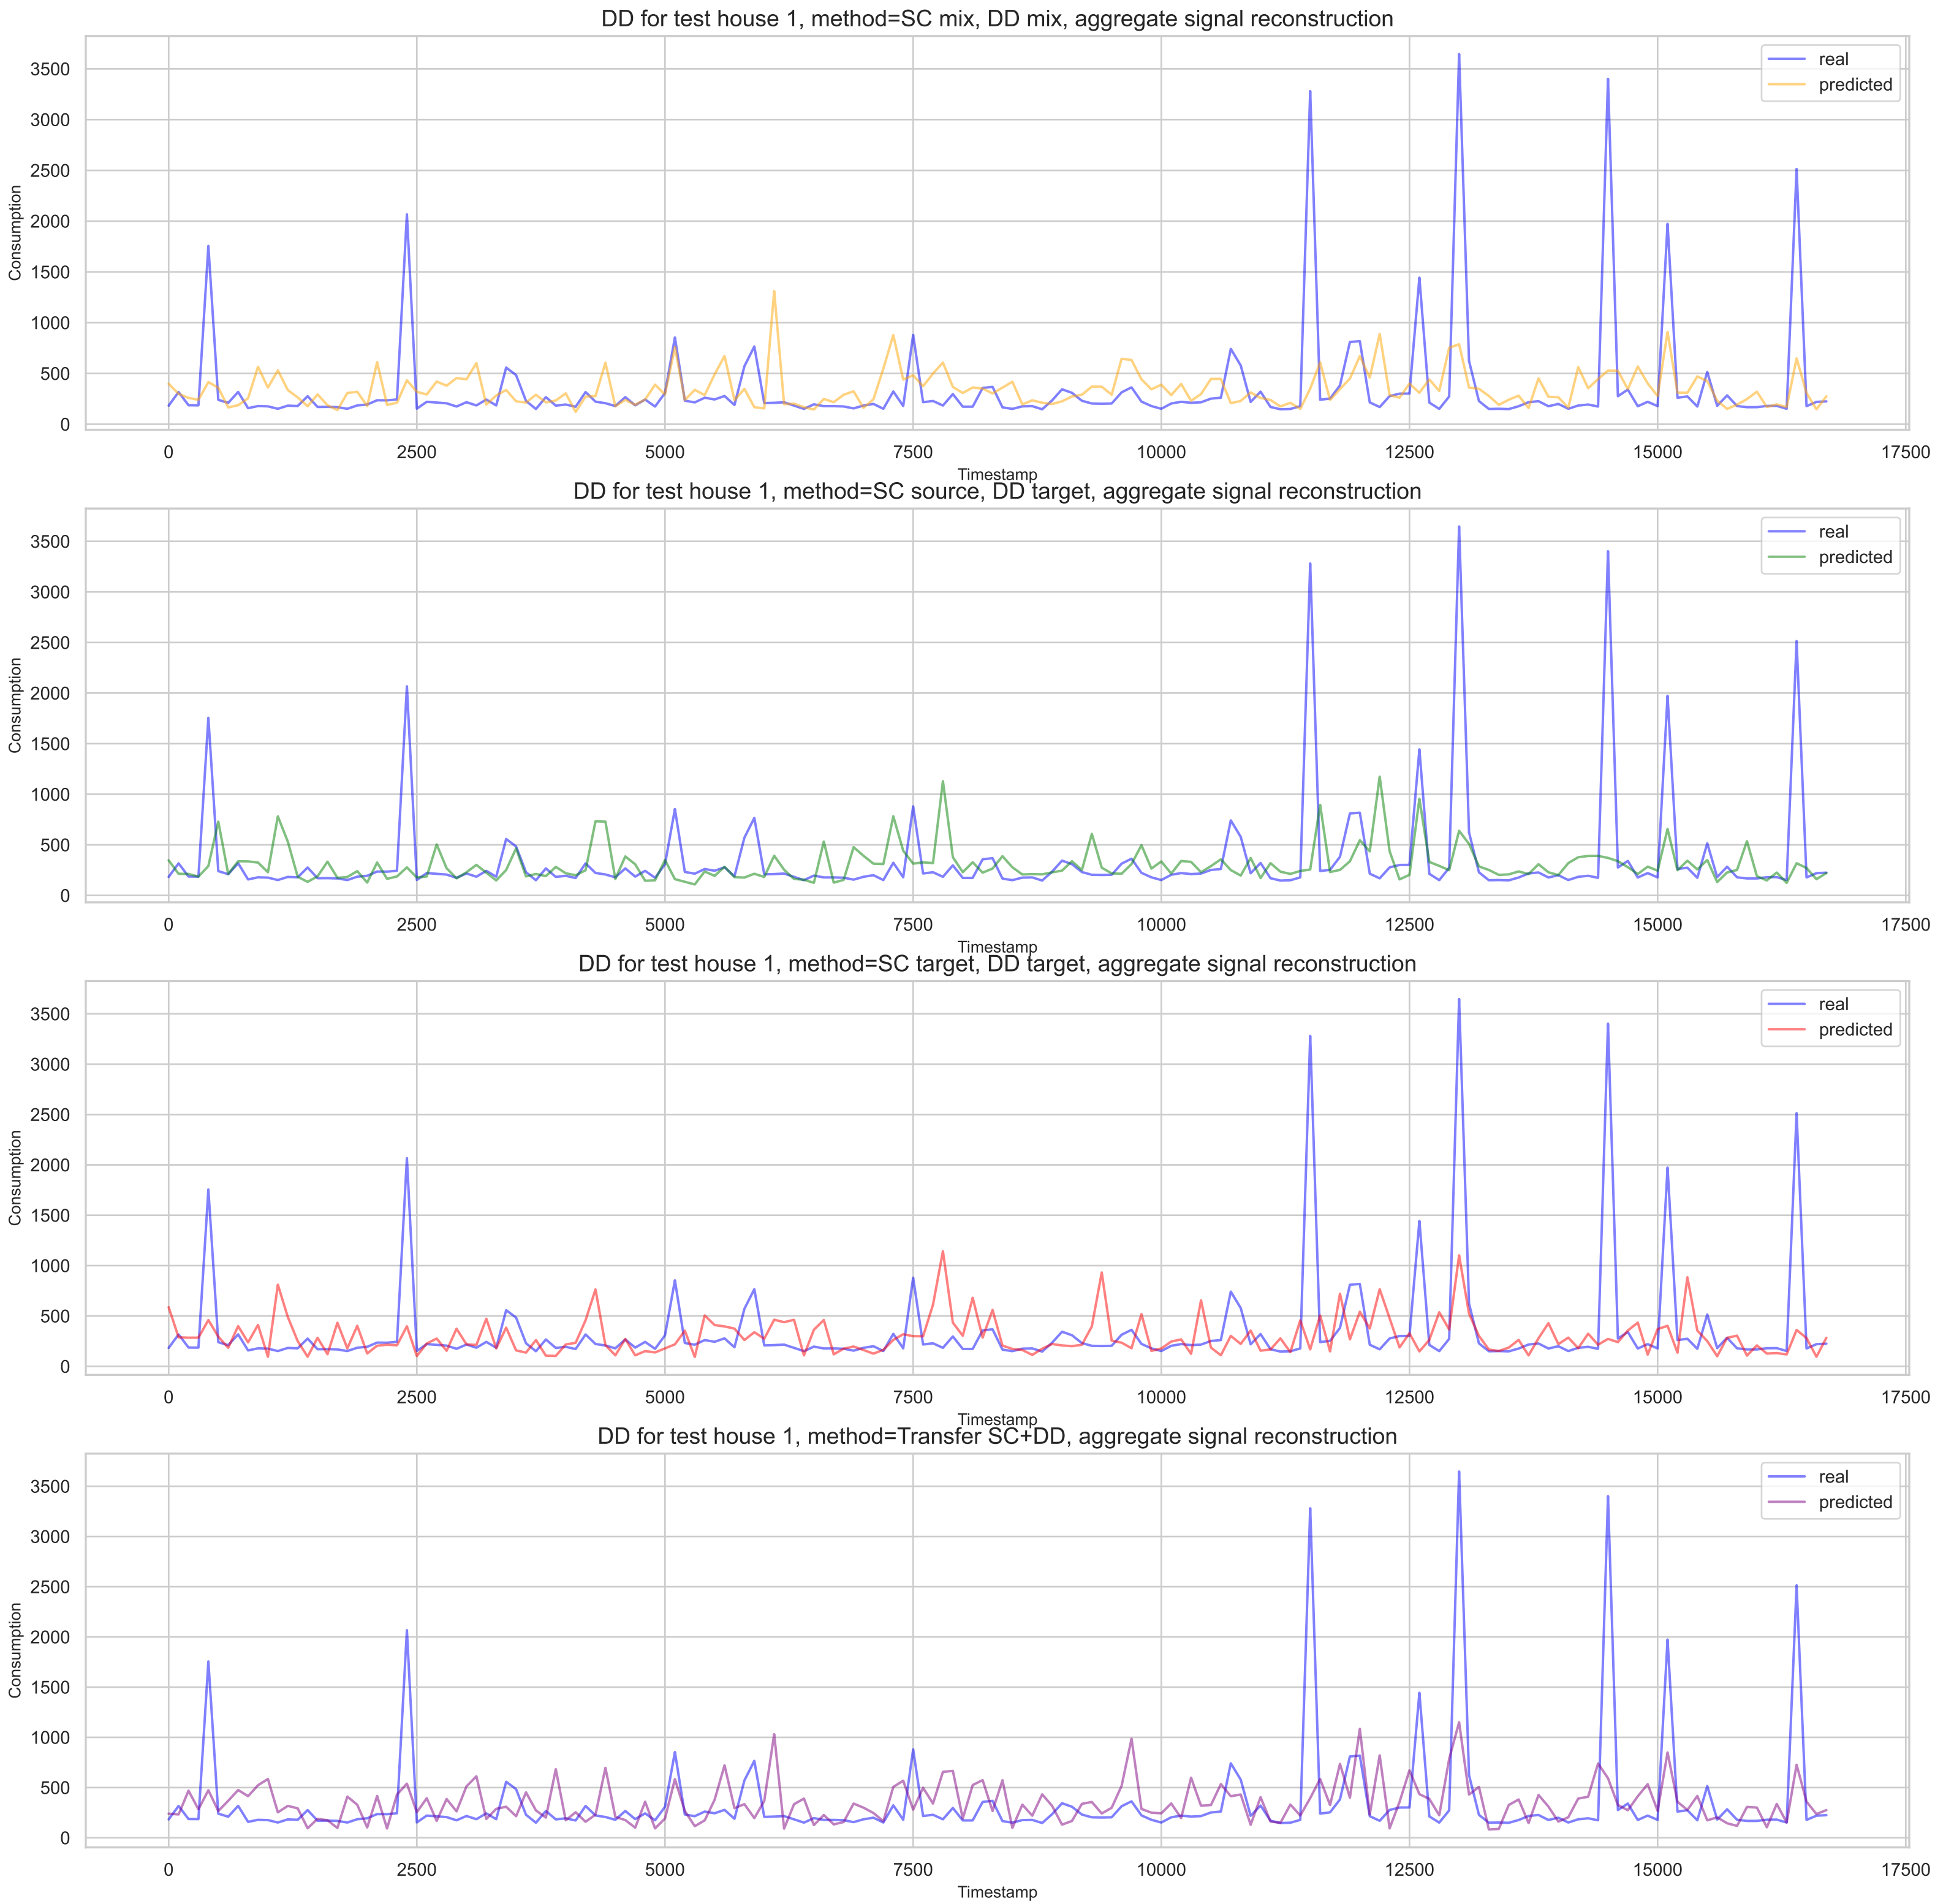 DD for test house 1, method=SC mix, DD mix, aggregate signal reconstruction
real
predicted
3500
3000
2500
2000
1500
1000
500
0
Consumption
0 2500 5000 7500 10000 12500 15000 17500
Timestamp
DD for test house 1, method=SC source, DD target, aggregate signal reconstruction
real
predicted
3500
3000
2500
2000
1500
1000
500
0
Consumption
0 2500 5000 7500 10000 12500 15000 17500
Timestamp
DD for test house 1, method=SC target, DD target, aggregate signal reconstruction
real
predicted
3500
3000
2500
2000
1500
1000
500
0
Consumption
0 2500 5000 7500 10000 12500 15000 17500
Timestamp
DD for test house 1, method=Transfer SC+DD, aggregate signal reconstruction
real
predicted
3500
3000
2500
2000
1500
1000
500
0
Consumption
0 2500 5000 7500 10000 12500 15000 17500
Timestamp